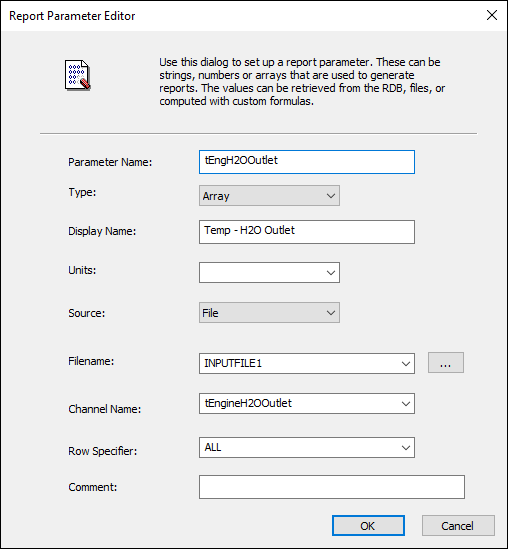 Report Parameter Editor
Use this dialog to set up a report parameter. These can be
strings, numbers or arrays that are used to generate
reports. The values can be retrieved from the RDB, files, or
computed with custom formulas.
Parameter Name: tEngH2OOutlet
Type: Array
Display Name: Temp - H2O Outlet
Units:
Source: File
Filename: INPUTFILE1 ...
Channel Name: tEngineH2OOutlet
Row Specifier: ALL
Comment:
OK Cancel